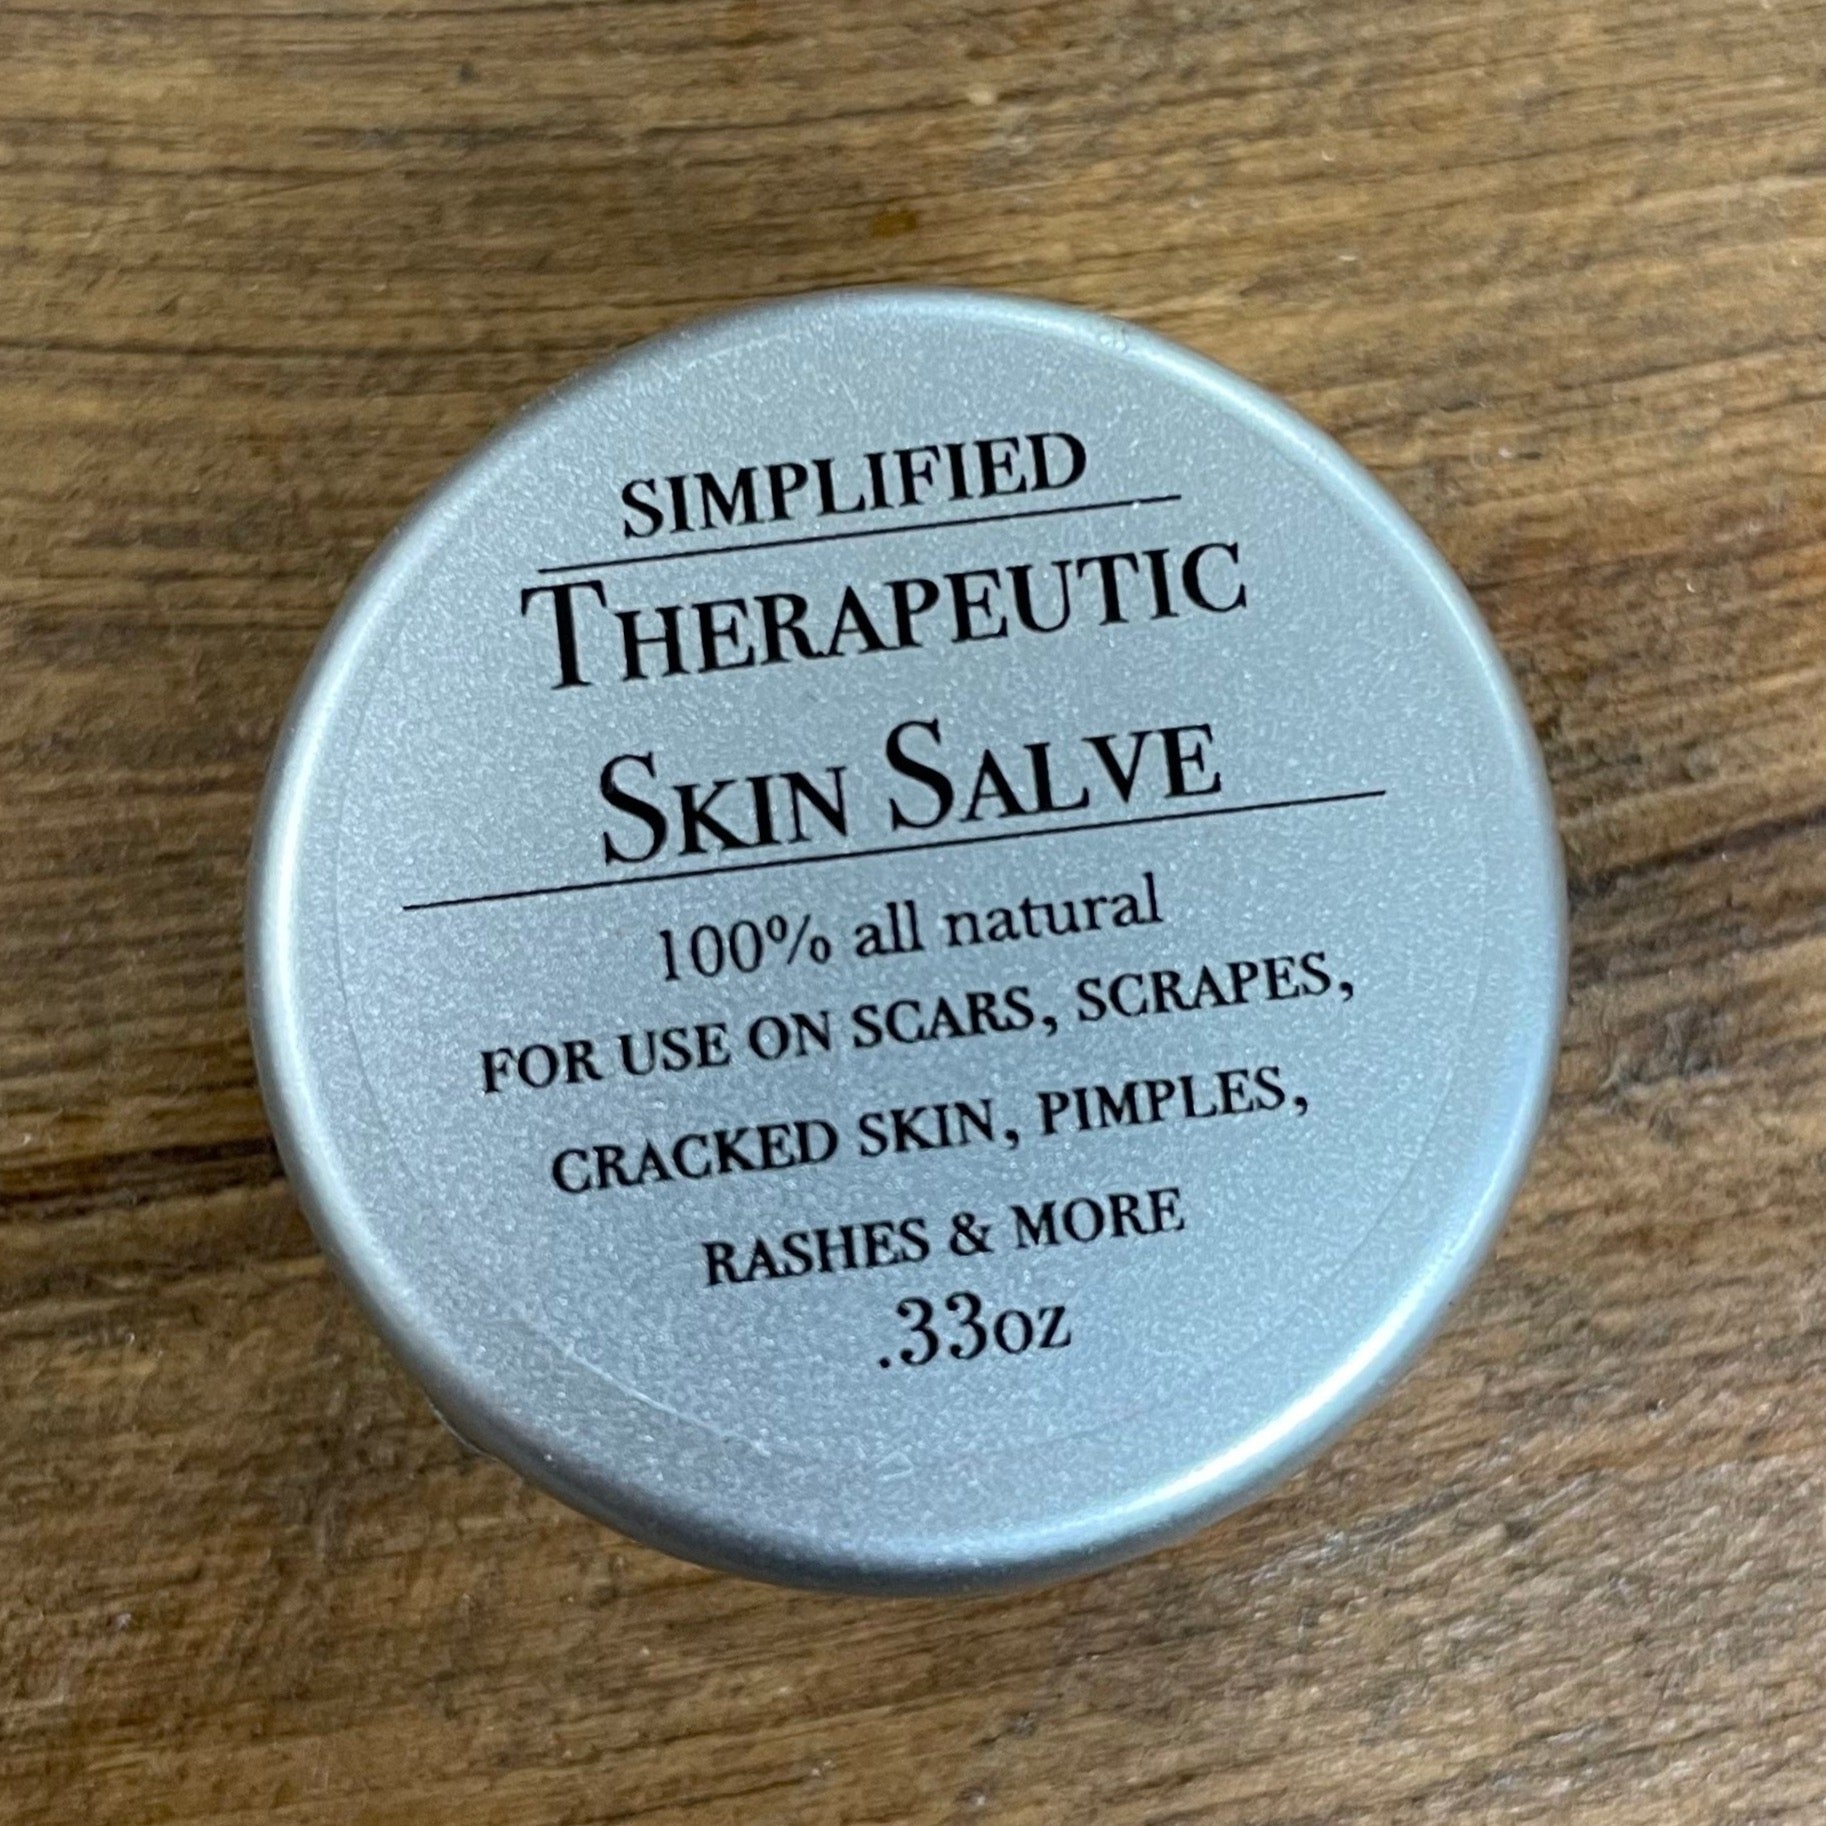 SIMPLIFIED
THERAPEUTIC
SKIN SALVE
100% all natural
FOR USE ON SCARS, SCRAPES,
CRACKED SKIN, PIMPLES,
RASHES & MORE
.33oz